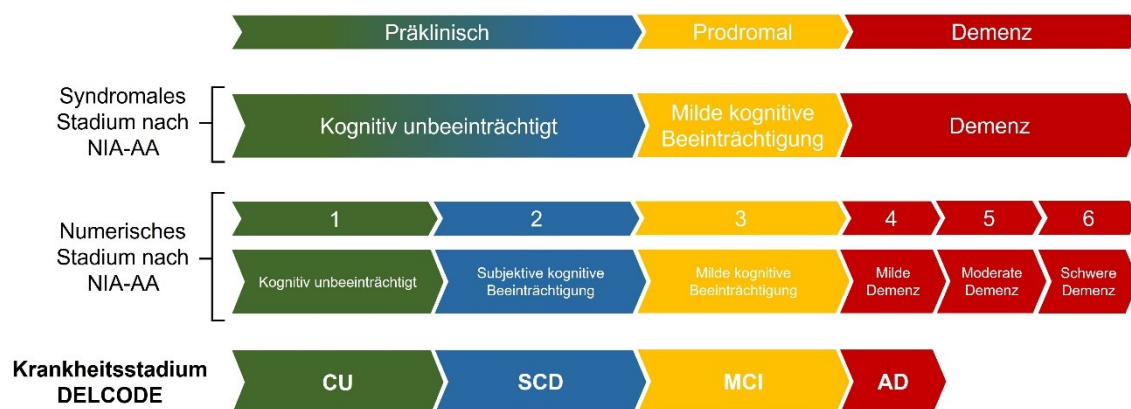 Präklinisch
Prodromal
Demenz
Syndromales
Stadium nach
NIA-AA
Kognitiv unbeeinträchtigt
Milde kognitive
Beeinträchtigung
Demenz
Numerisches
Stadium nach
NIA-AA
1
2
3
4
5
6
Kognitiv unbeeinträchtigt
Subjektive kognitive
Beeinträchtigung
Milde kognitive
Beeinträchtigung
Milde
Demenz
Moderate
Demenz
Schwere
Demenz
Krankheitsstadium
DELCODE
CU
SCD
MCI
AD